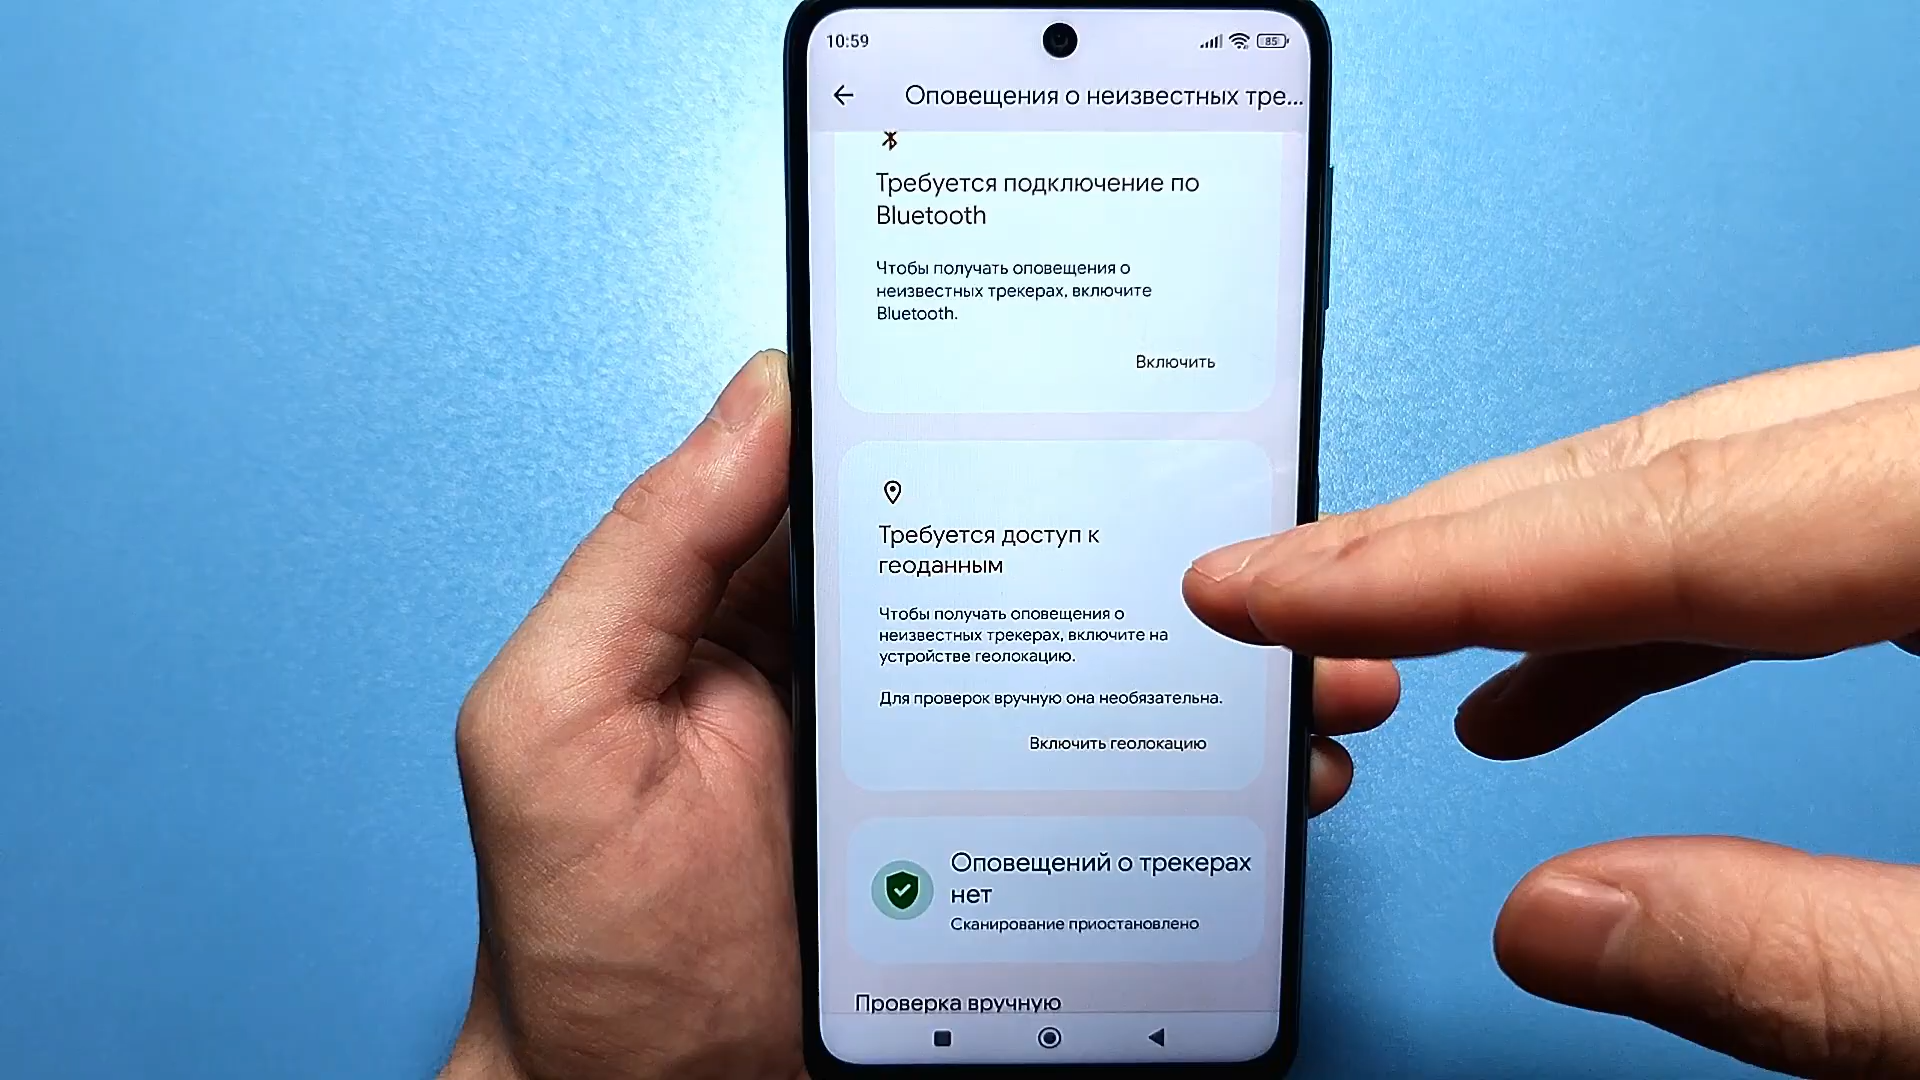 10:59
85
Оповещения о неизвестных тре...
Требуется подключение по
Bluetooth
Чтобы получать оповещения о
неизвестных трекерах, включите
Bluetooth.
Включить
Требуется доступ к
геоданным
Чтобы получать оповещения о
неизвестных трекерах, включите на
устройстве геолокацию.
Для проверок вручную она необязательна.
Включить геолокацию
Оповещений о трекерах
нет
Сканирование приостановлено
Проверка вручную